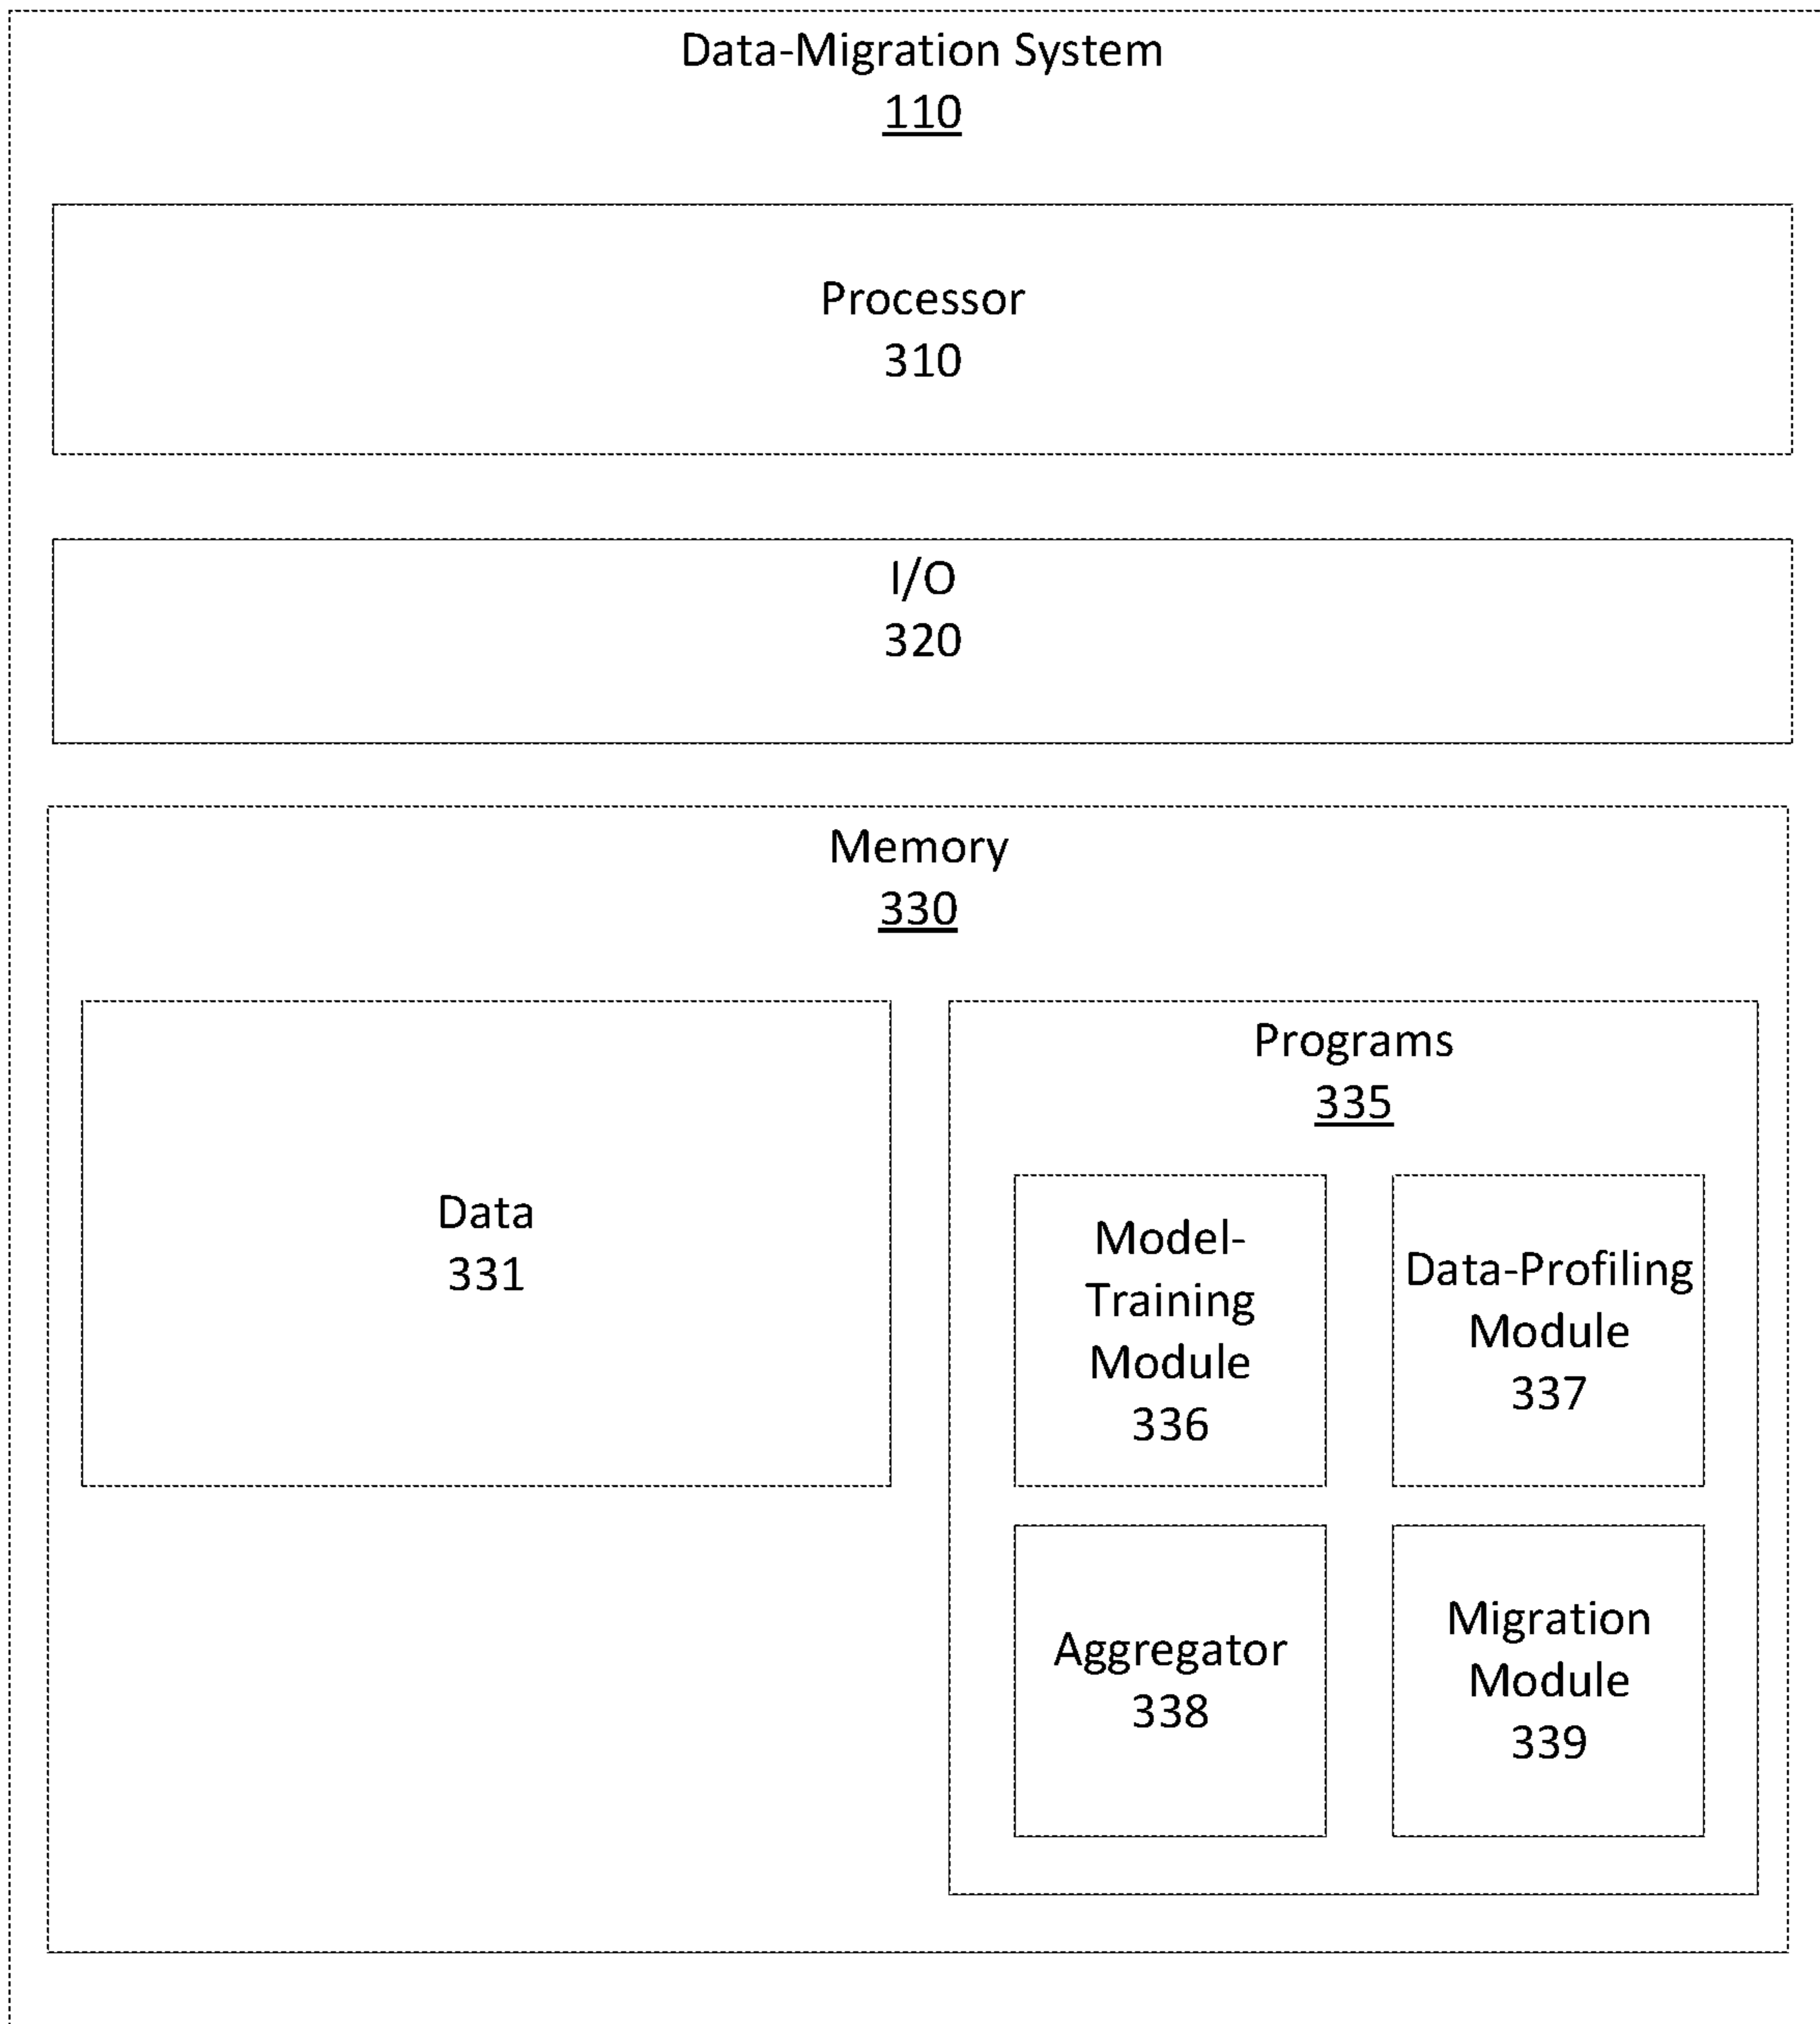 Data-Migration System
110
Processor
310
I/O
320
Memory
330
Data
331
Programs
335
Model-
Training
Module
336
Data-Profiling
Module
337
Aggregator
338
Migration
Module
339